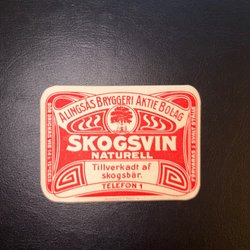 ALINGSÅS BRYGGERI AKTIE BOLAG
SKOGSVIN
NATURELL
Tillverkadt af
skogsbär.
TELEFON 1